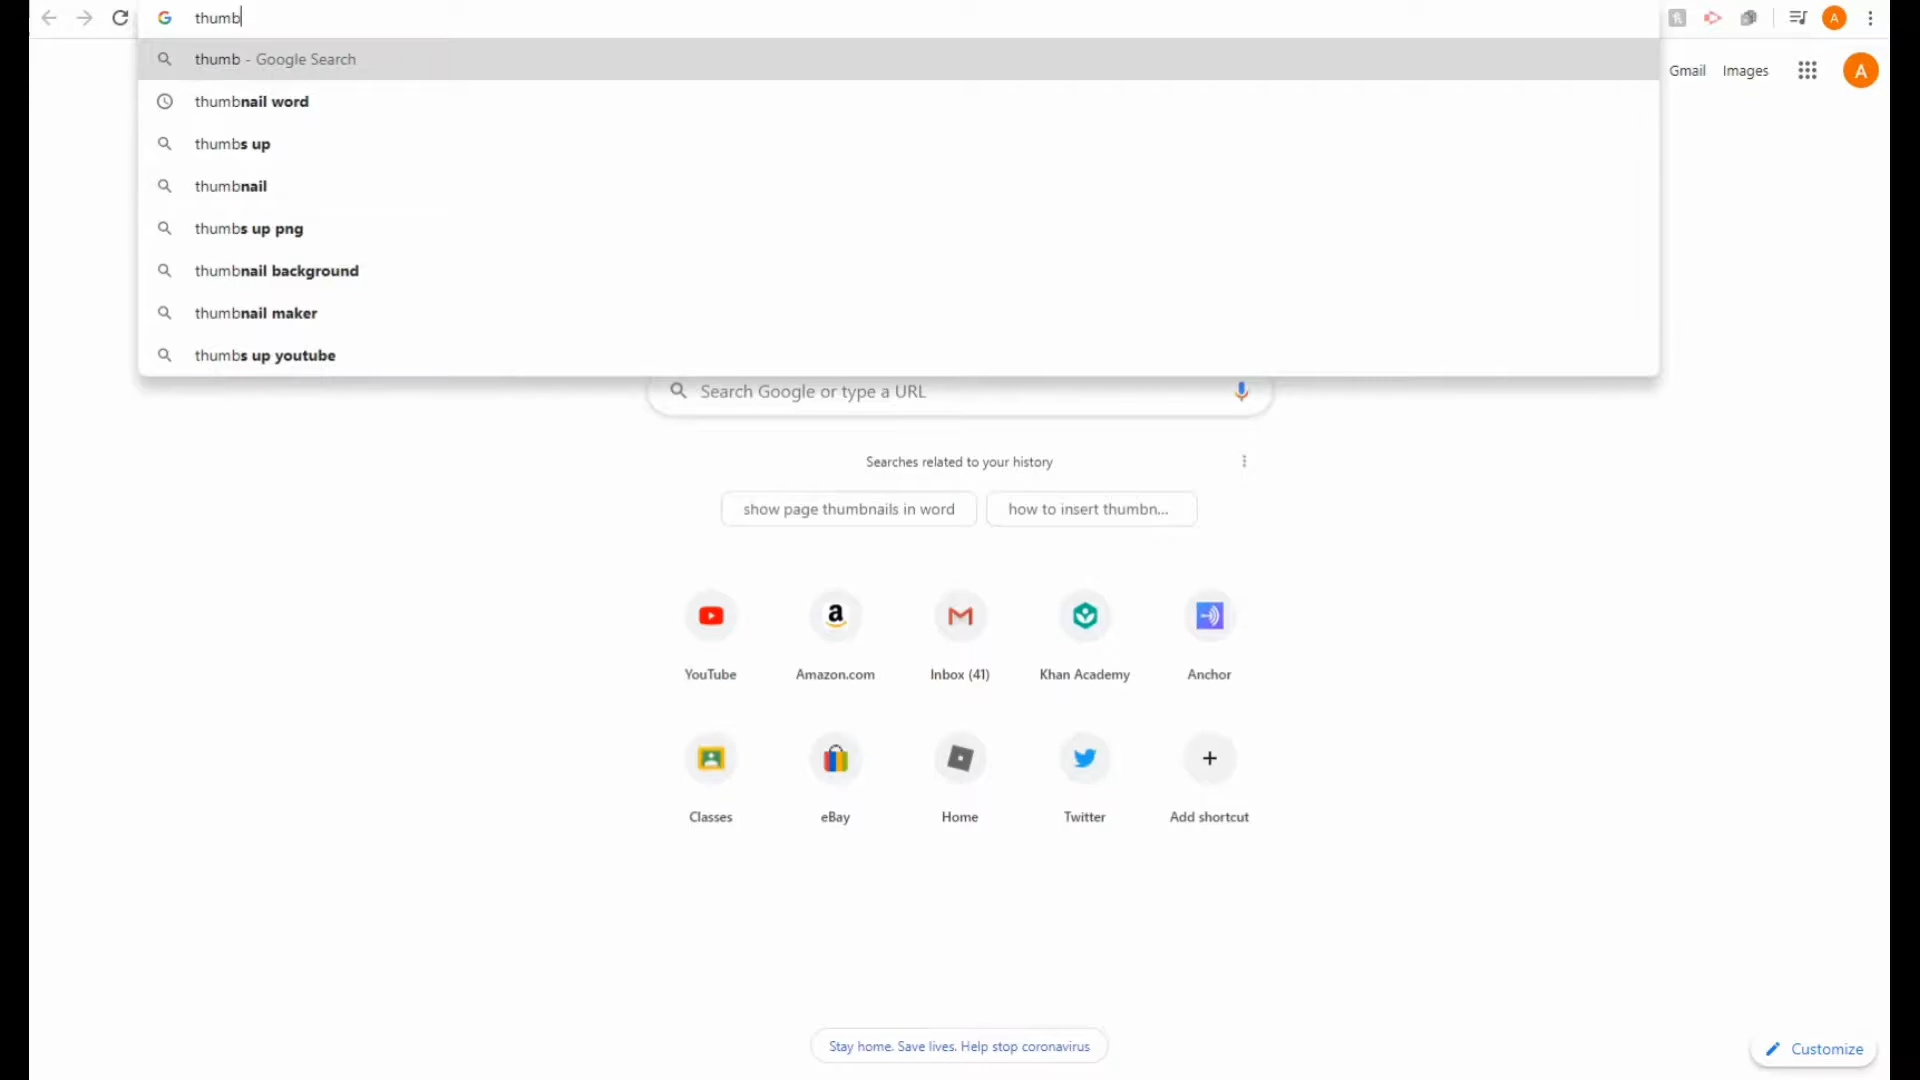 thumb
thumb - Google Search
thumbnail word
thumbs up
thumbnail
thumbs up png
thumbnail background
thumbnail maker
thumbs up youtube
A
Gmail Images A
Search Google or type a URL
Searches related to your history
show page thumbnails in word how to insert thumbn...
YouTube Amazon.com Inbox (41) Khan Academy Anchor
Classes eBay Home Twitter Add shortcut
Stay home. Save lives. Help stop coronavirus
Customize